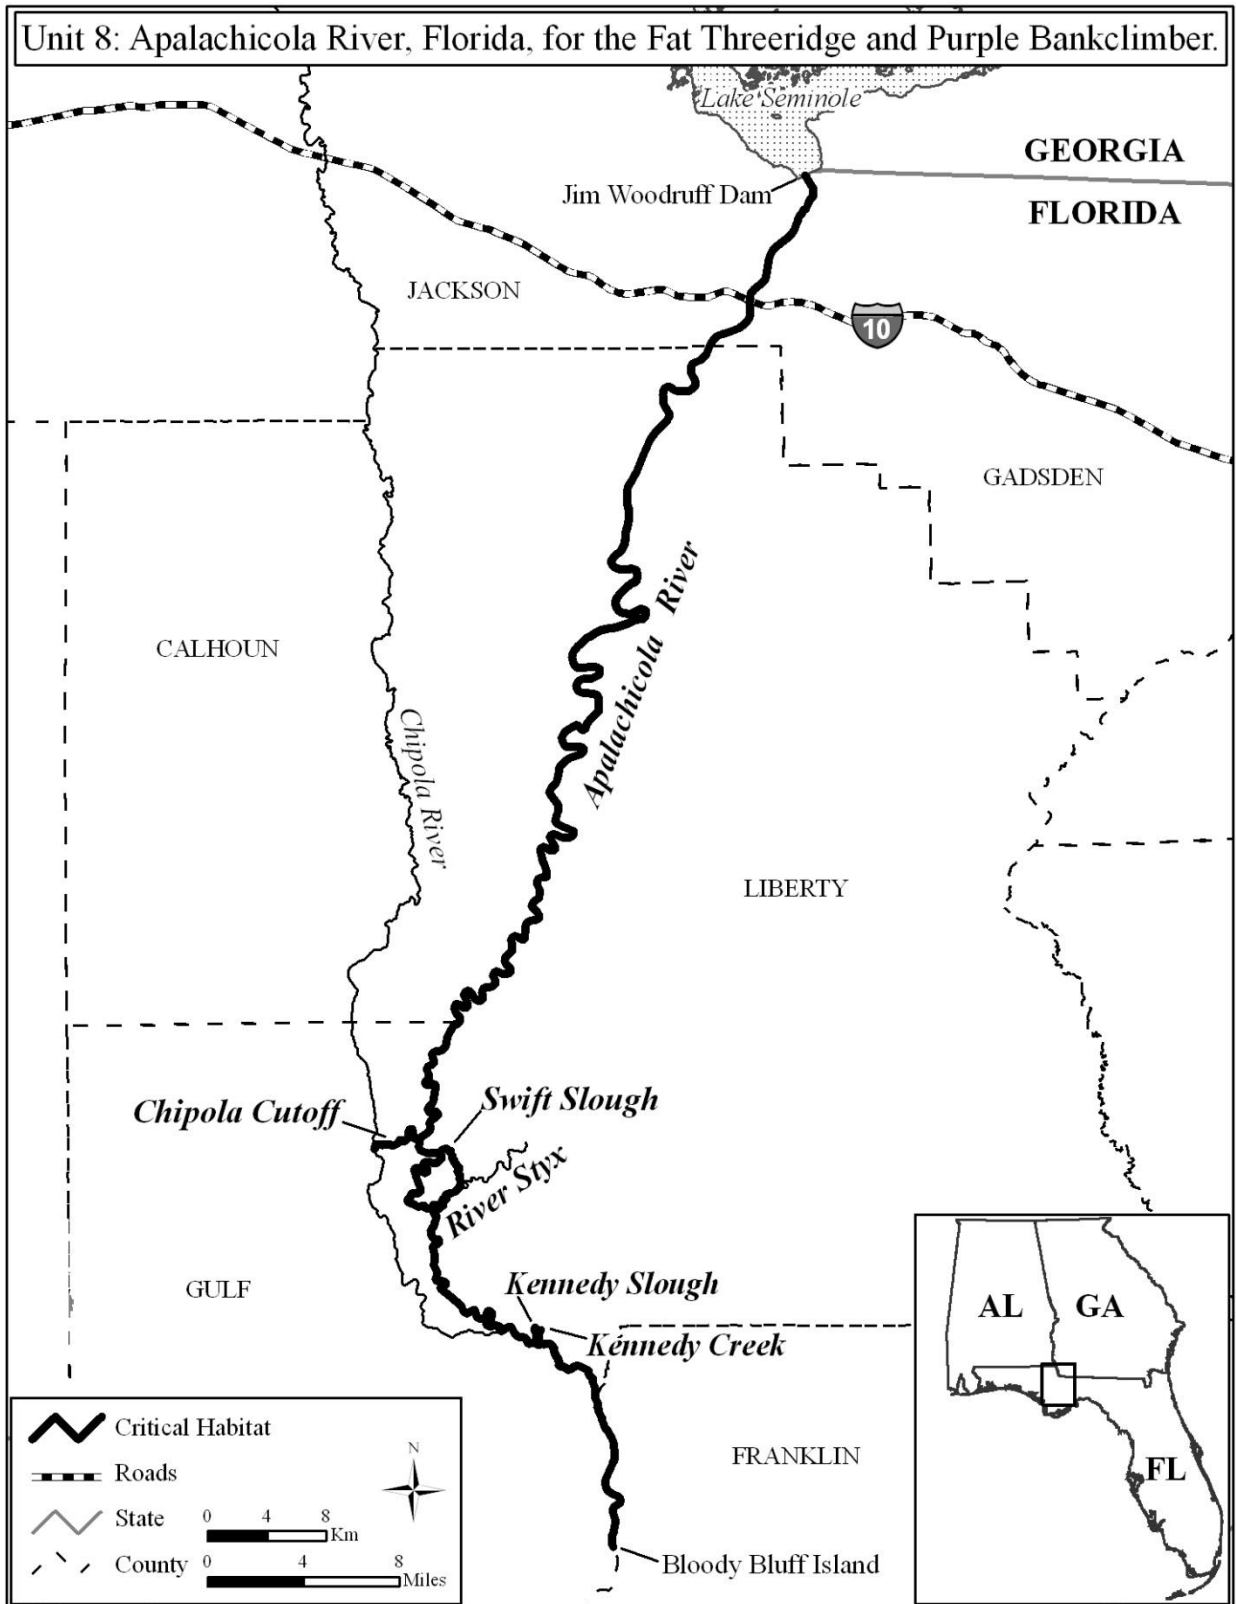 Unit 8: Apalachicola River, Florida, for the Fat Threeridge and Purple Bankclimber.
Lake Seminole
GEORGIA
Jim Woodruff Dam
FLORIDA
JACKSON
10
GADSDEN
Apalachicola River
CALHOUN
Chipola River
LIBERTY
Swift Slough
Chipola Cutoff
River Styx
GULF
Kennedy Slough
Kennedy Creek
AL GA
FL
FRANKLIN
Bloody Bluff Island
Critical Habitat
N
Roads
State
0 4 8
Km
County
0 4 8
Miles